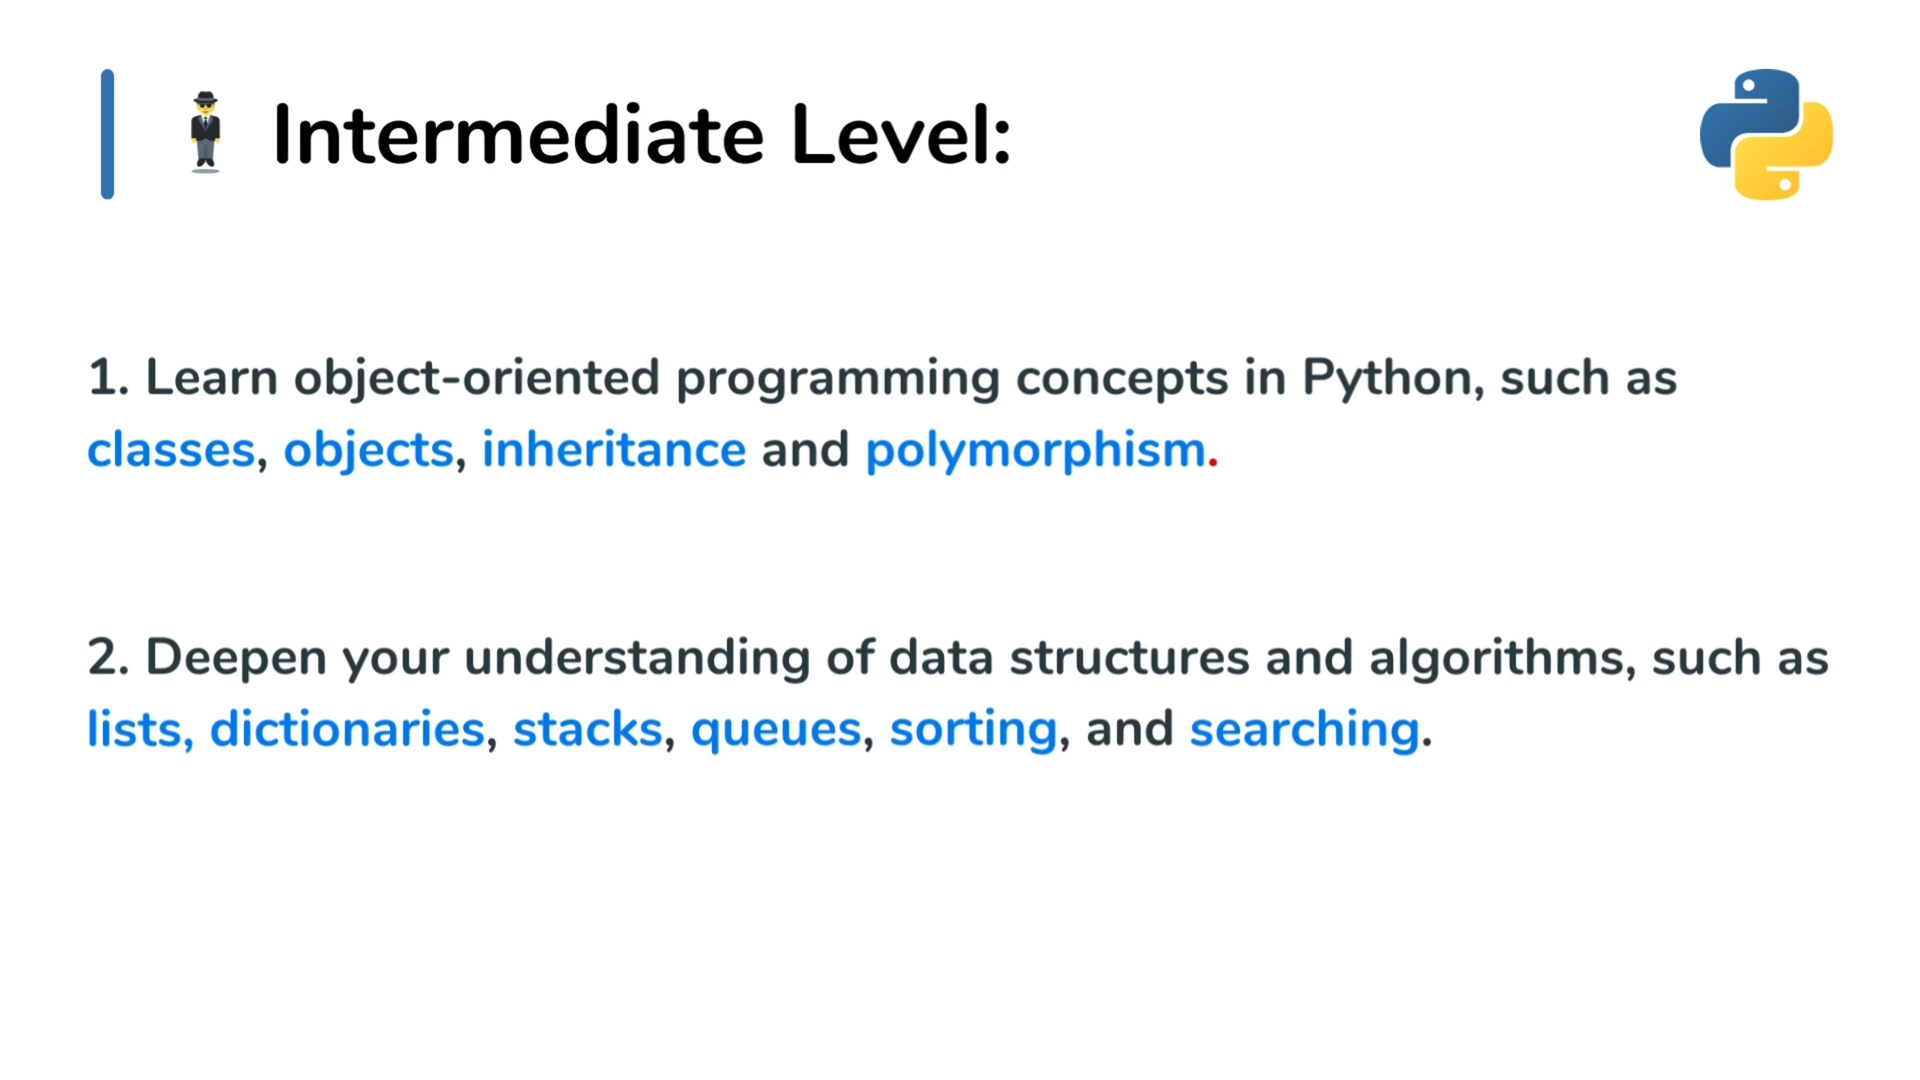 Intermediate Level:
1. Learn object-oriented programming concepts in Python, such as
classes, objects, inheritance and polymorphism.
2. Deepen your understanding of data structures and algorithms, such as
lists, dictionaries, stacks, queues, sorting, and searching.